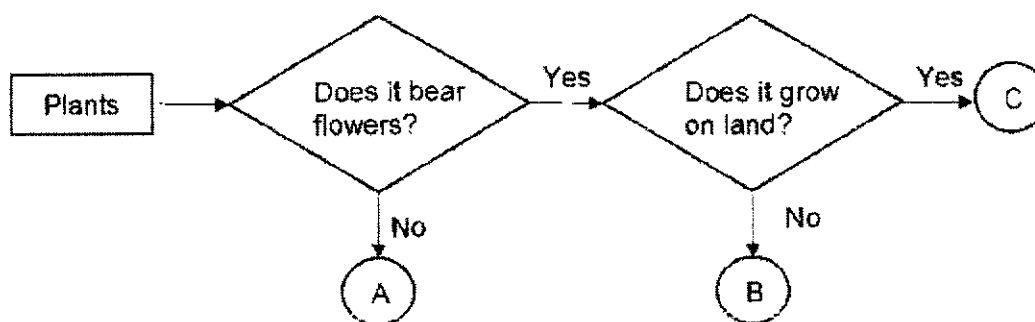 Plants
Does it bear
flowers?
Yes
Does it grow
on land?
Yes
C
No
A
No
B